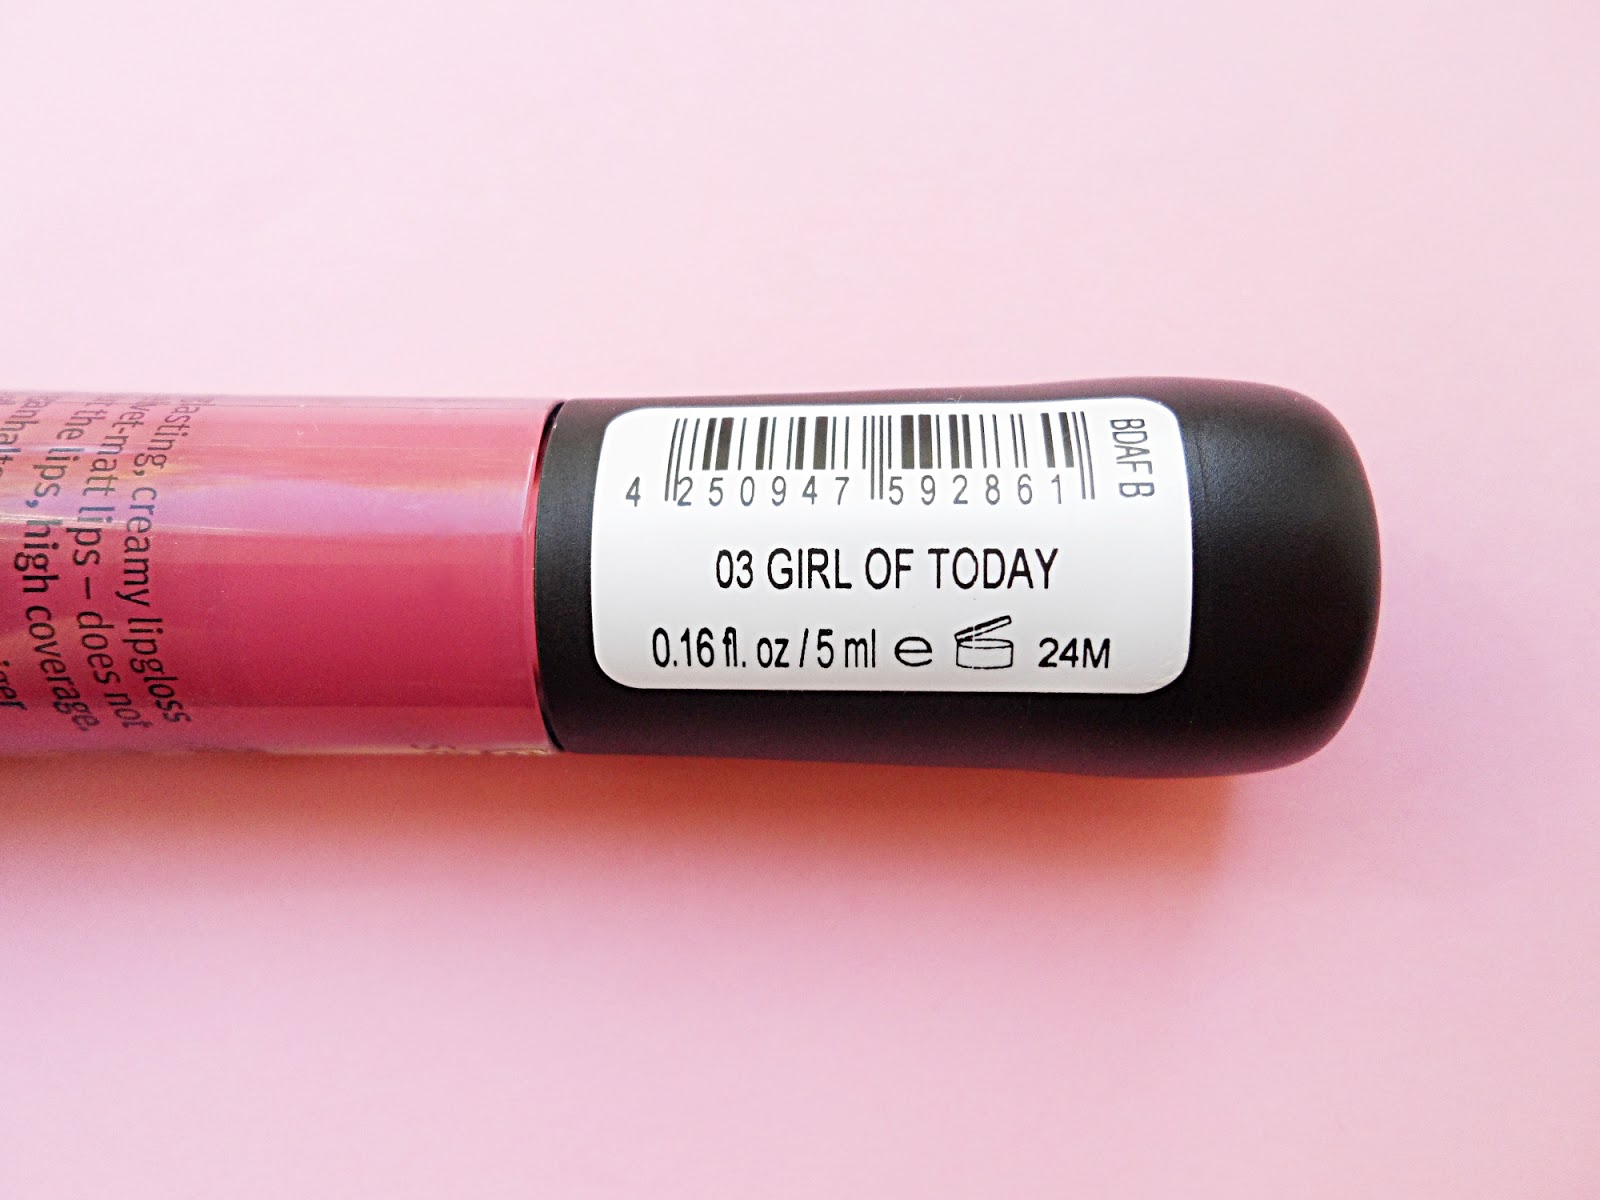 4 250947 592861
BDAF B
03 GIRL OF TODAY
0.16 fl. oz / 5 ml e 24M
creamy lipgloss
matt lips – does not
the lips, high coverage,